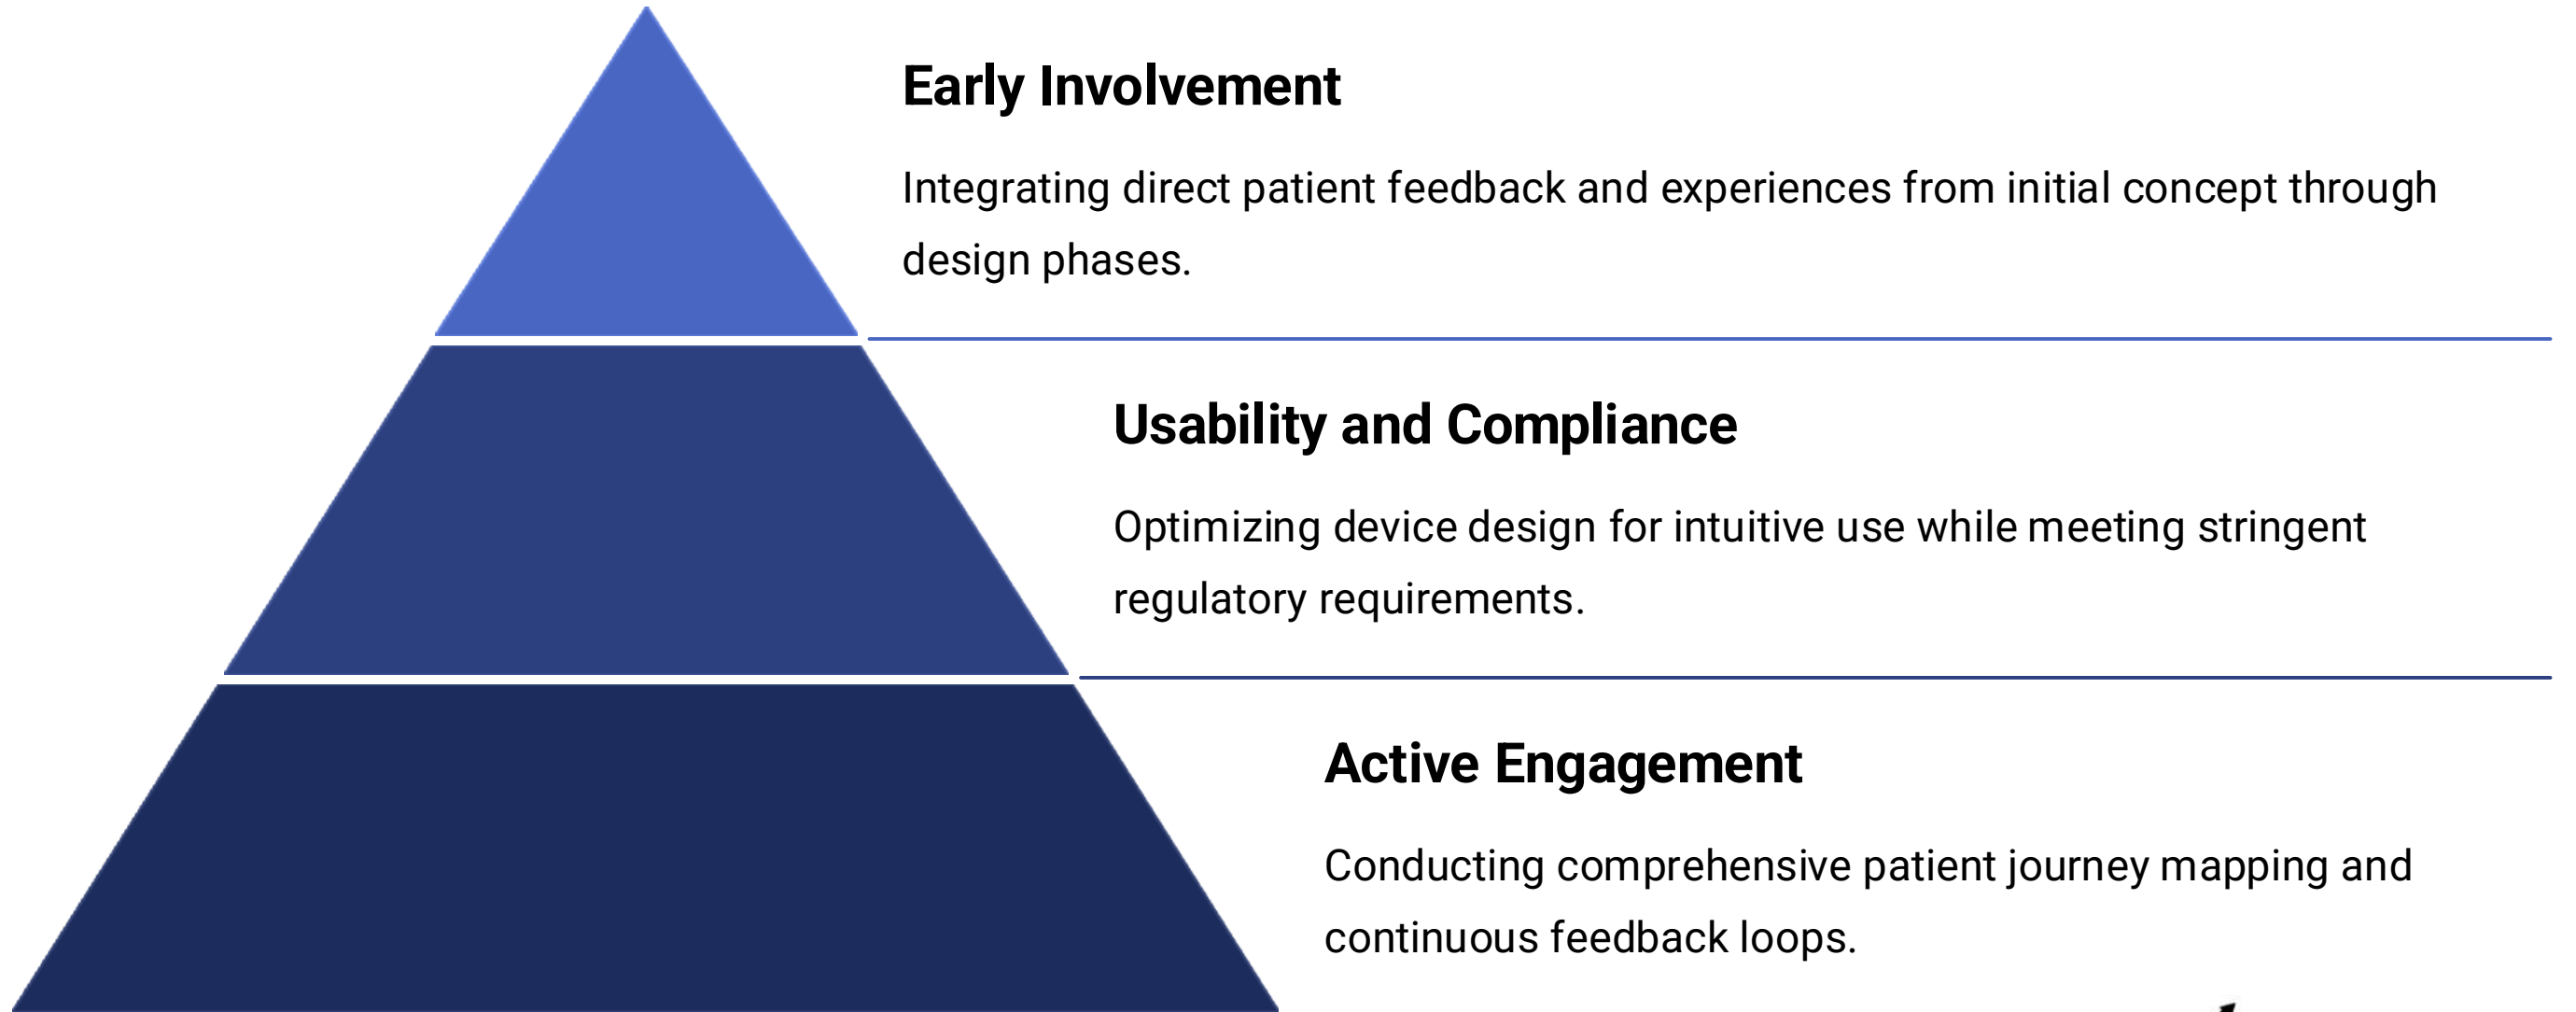 Early Involvement
Integrating direct patient feedback and experiences from initial concept through
design phases.
Usability and Compliance
Optimizing device design for intuitive use while meeting stringent
regulatory requirements.
Active Engagement
Conducting comprehensive patient journey mapping and
continuous feedback loops.